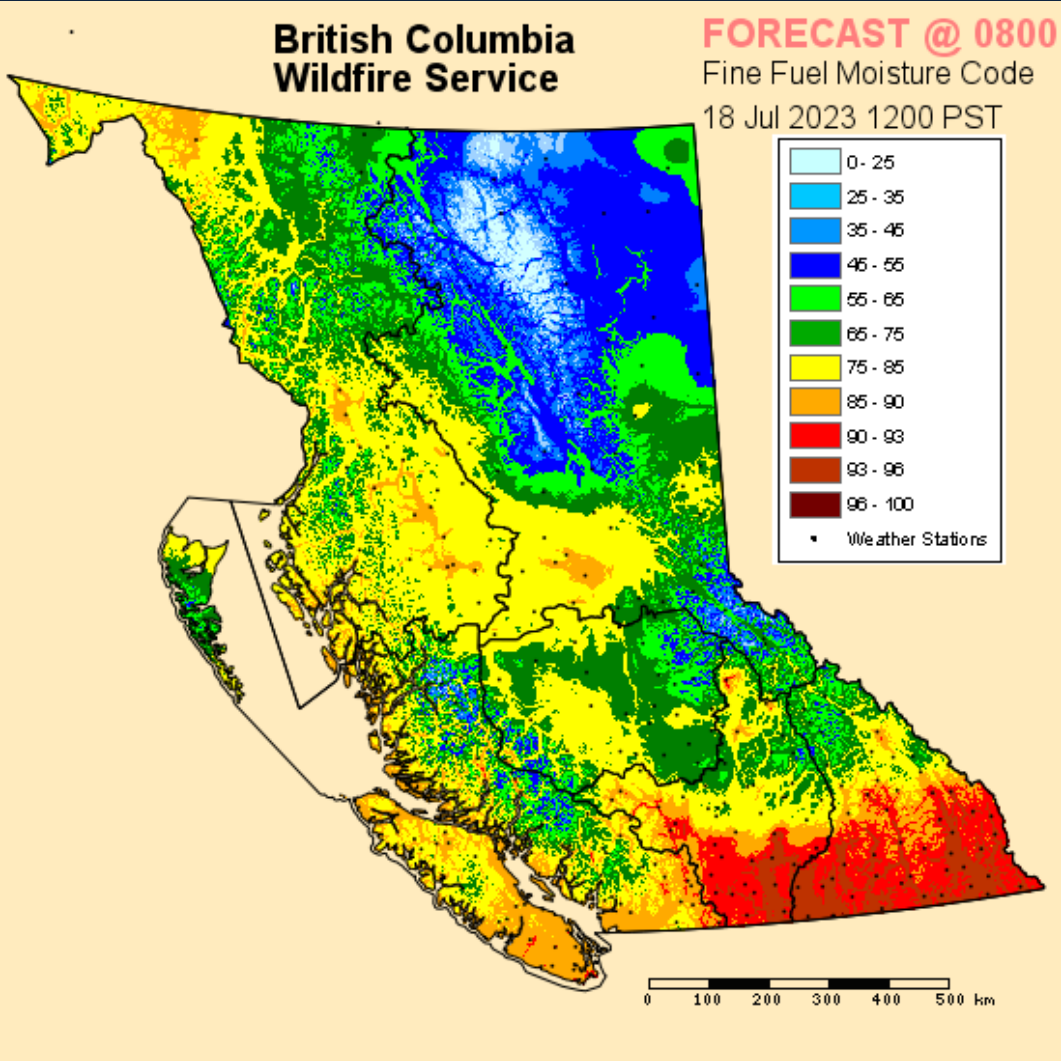 British Columbia
Wildfire Service
FORECAST @ 0800
Fine Fuel Moisture Code
18 Jul 2023 1200 PST
0 - 25
25 - 35
35 - 45
45 - 55
55 - 65
65 - 75
75 - 85
85 - 90
90 - 93
93 - 96
96 - 100
Weather Stations
0 100 200 300 400 500 km